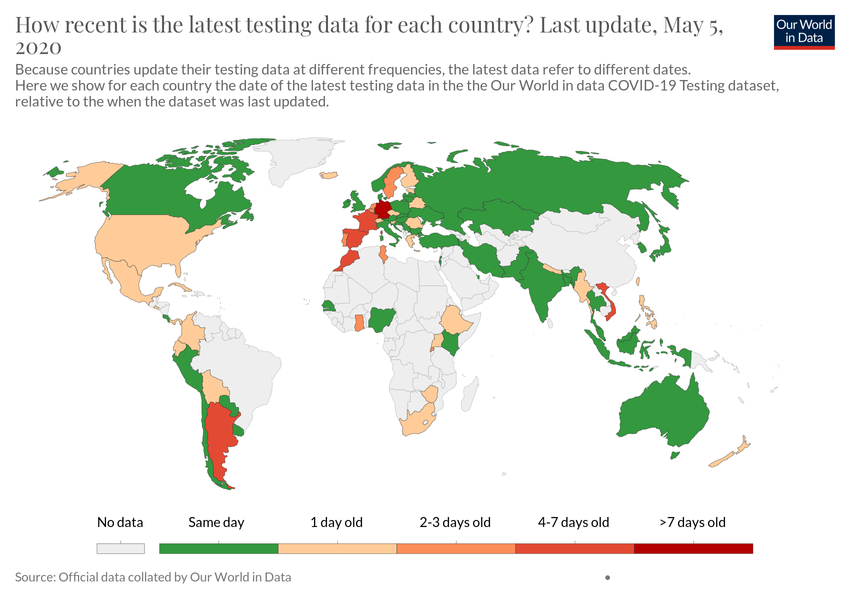 How recent is the latest testing data for each country? Last update, May 5,
2020
Our World
in Data
Because countries update their testing data at different frequencies, the latest data refer to different dates.
Here we show for each country the date of the latest testing data in the the Our World in data COVID-19 Testing dataset,
relative to the when the dataset was last updated.
No data
Same day
1 day old
2-3 days old
4-7 days old
>7 days old
Source: Official data collated by Our World in Data